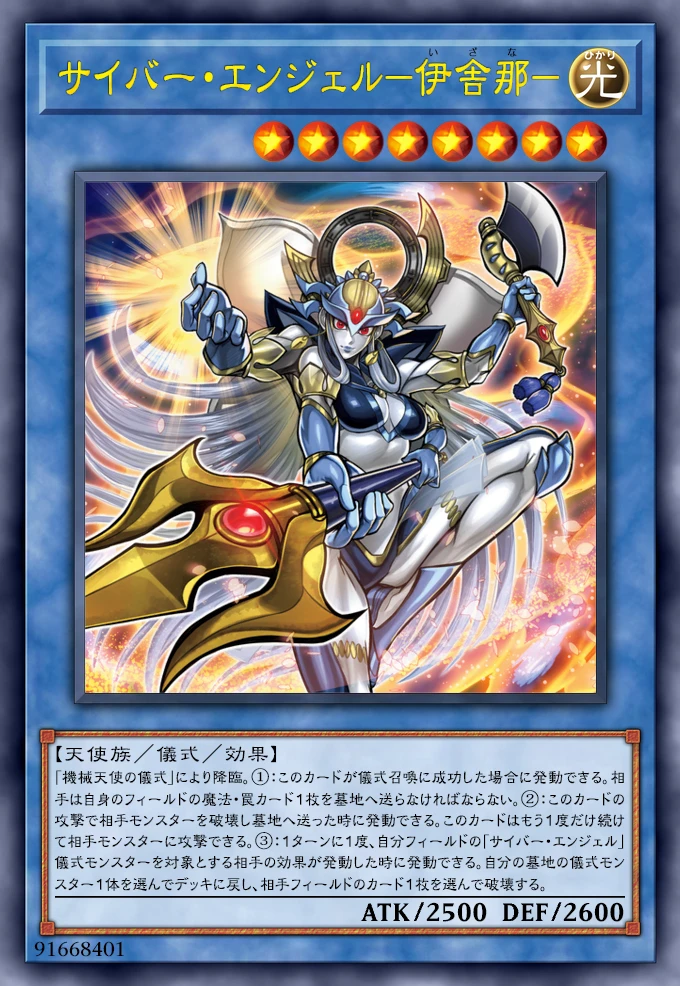 いざな
サイバー・エンジェル－伊舎那－
ひかり
光
【天使族／儀式／効果】
「機械天使の儀式」により降臨。①：このカードが儀式召喚に成功した場合に発動できる。相
手は自身のフィールドの魔法・罠カード１枚を墓地へ送らなければならない。②：このカードの
攻撃で相手モンスターを破壊し墓地へ送った時に発動できる。このカードはもう１度だけ続け
て相手モンスターに攻撃できる。③：１ターンに１度、自分フィールドの「サイバー・エンジェル」
儀式モンスターを対象とする相手の効果が発動した時に発動できる。自分の墓地の儀式モン
スター１体を選んでデッキに戻し、相手フィールドのカード１枚を選んで破壊する。
ATK/2500 DEF/2600
91668401